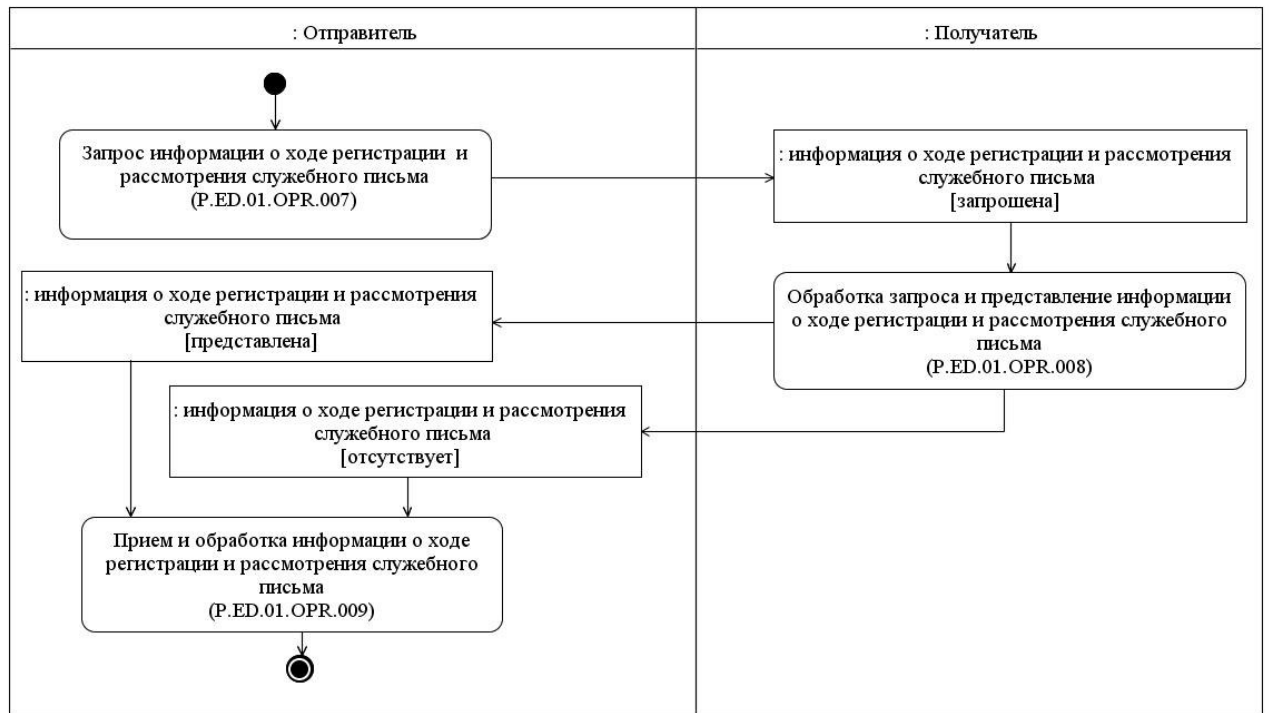 : Отправитель
: Получатель
Запрос информации о ходе регистрации и
рассмотрения служебного письма
(P.ED.01.OPR.007)
: информация о ходе регистрации и рассмотрения
служебного письма
[запрошена]
: информация о ходе регистрации и рассмотрения
служебного письма
[представлена]
Обработка запроса и представление информации
о ходе регистрации и рассмотрения служебного
письма
(P.ED.01.OPR.008)
: информация о ходе регистрации и рассмотрения
служебного письма
[отсутствует]
Прием и обработка информации о ходе
регистрации и рассмотрения служебного
письма
(P.ED.01.OPR.009)